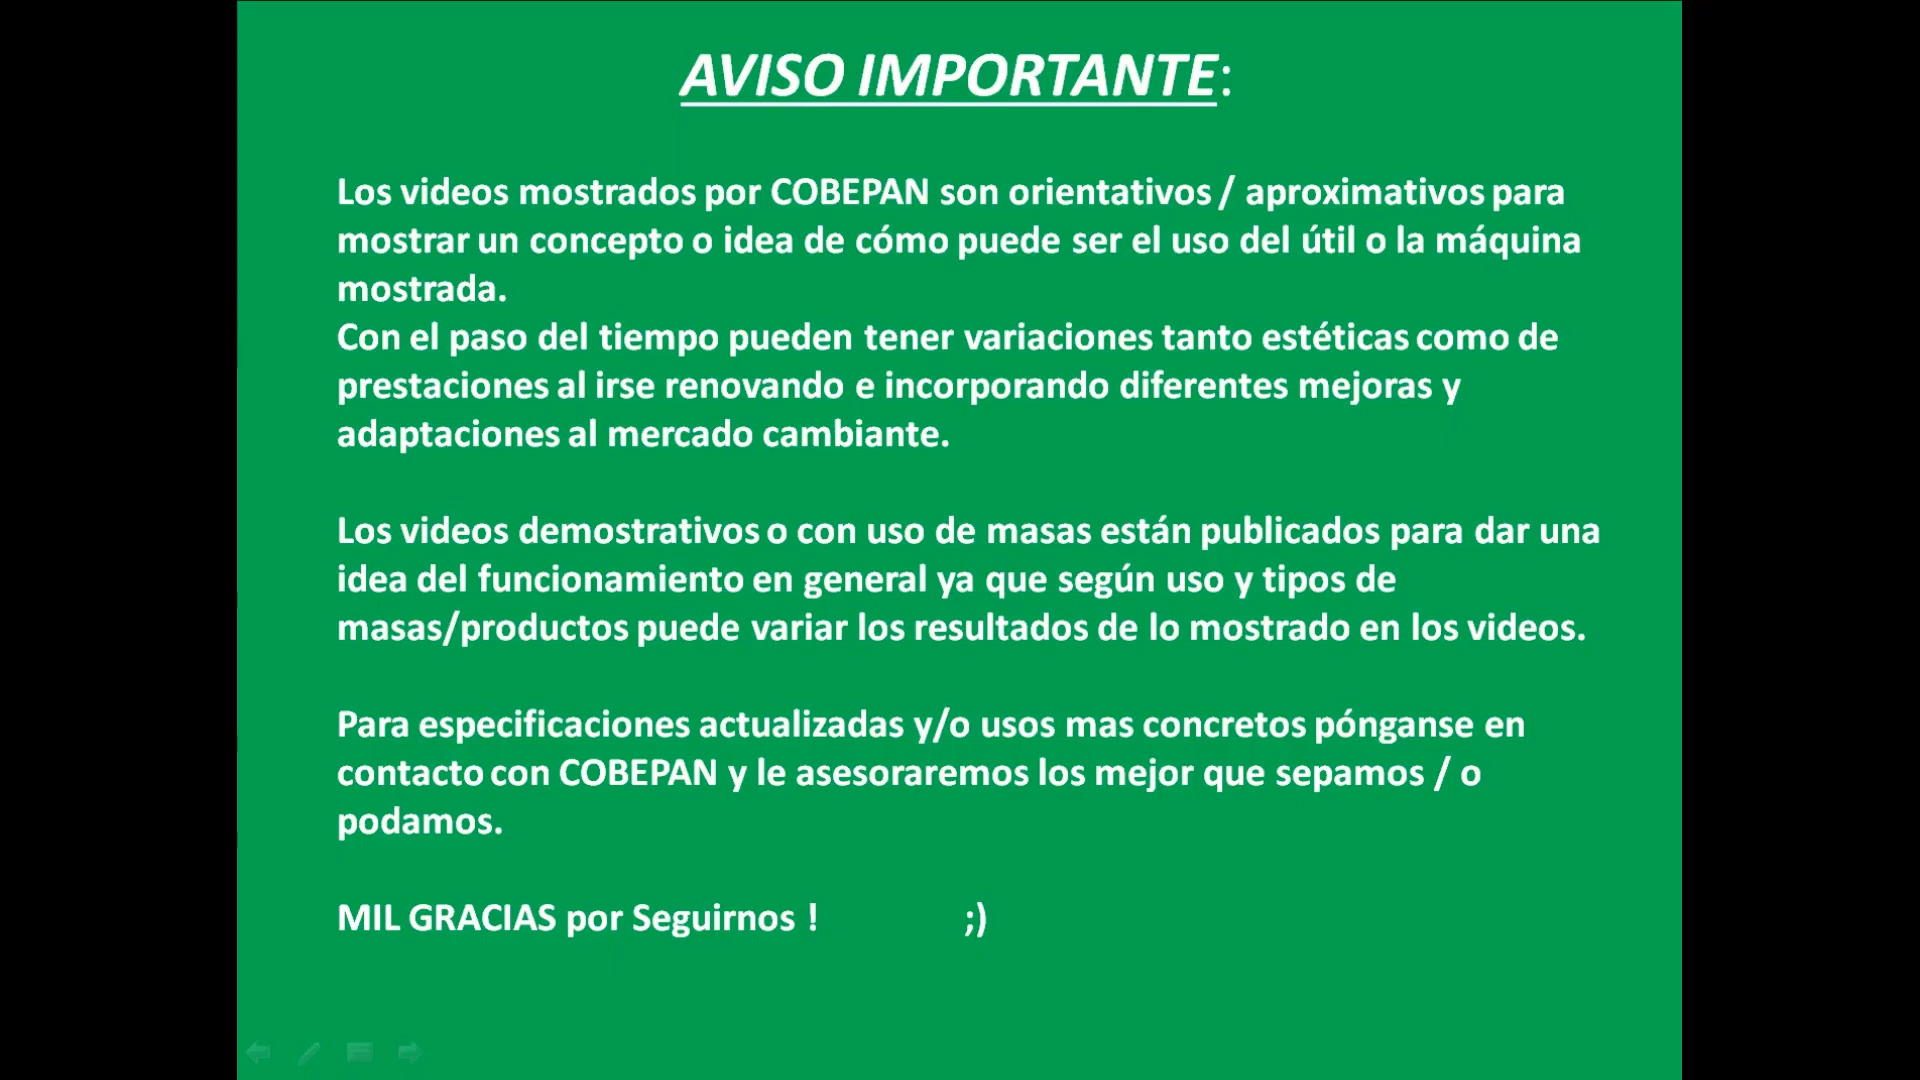 AVISO IMPORTANTE:
Los videos mostrados por COBEPAN son orientativos / aproximativos para
mostrar un concepto o idea de cómo puede ser el uso del útil o la máquina
mostrada.
Con el paso del tiempo pueden tener variaciones tanto estéticas como de
prestaciones al irse renovando e incorporando diferentes mejoras y
adaptaciones al mercado cambiante.
Los videos demostrativos o con uso de masas están publicados para dar una
idea del funcionamiento en general ya que según uso y tipos de
masas/productos puede variar los resultados de lo mostrado en los videos.
Para especificaciones actualizadas y/o usos mas concretos pónganse en
contacto con COBEPAN y le asesoraremos los mejor que sepamos / o
podamos.
MIL GRACIAS por Seguirnos ! ;)